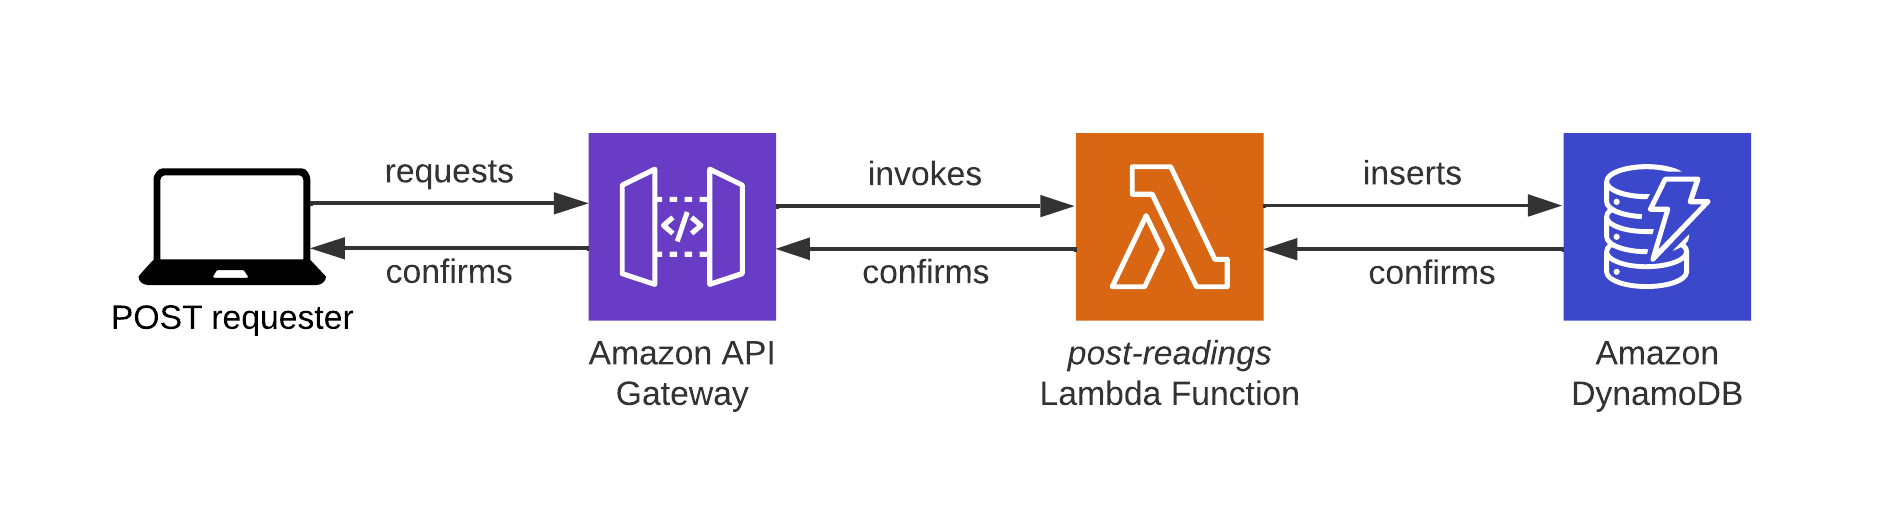 requests
confirms
POST requester
</>
Amazon API
Gateway
invokes
confirms
post-readings
Lambda Function
inserts
confirms
Amazon
DynamoDB